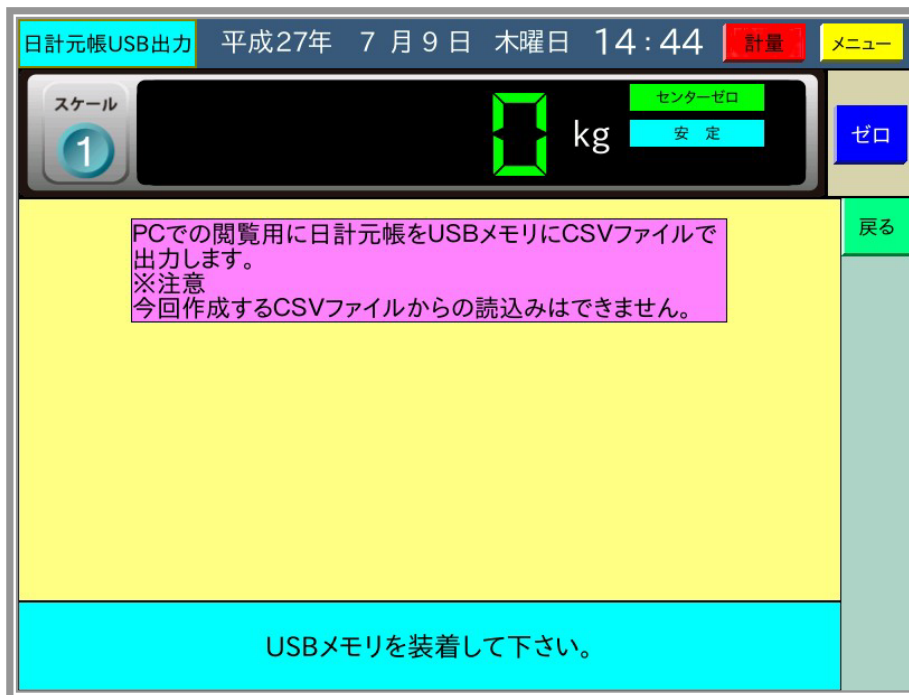 日計元帳USB出力
平成27年 7月9日 木曜日 14:44
計量
メニュー
スケール
1
0 kg
センターゼロ
安 定
ゼロ
戻る
PCでの閲覧用に日計元帳をUSBメモリにCSVファイルで
出力します。
※注意
今回作成するCSVファイルからの読込みはできません。
USBメモリを装着して下さい。